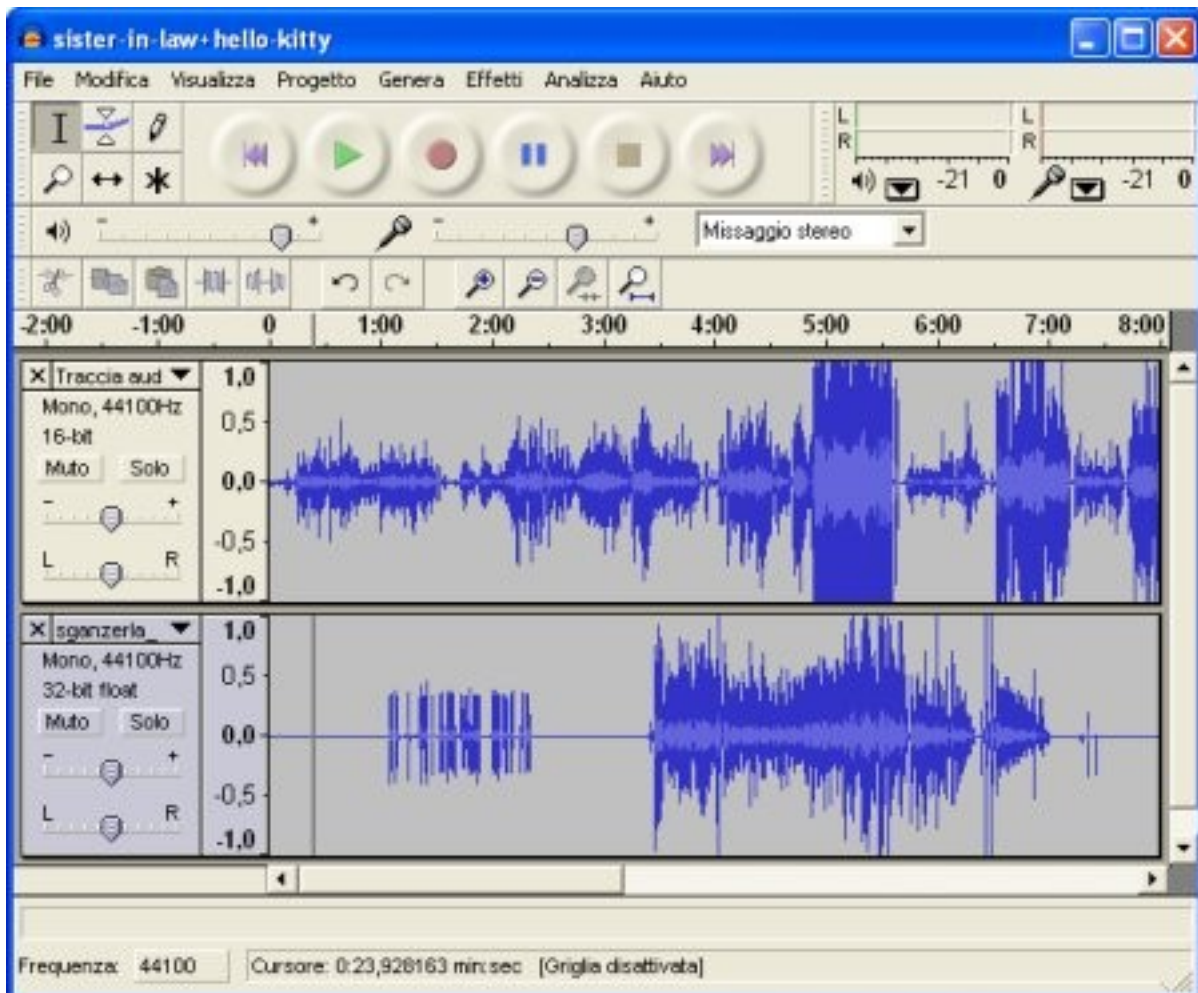 sister-in-law+hello-kitty
File Modifica Visualizza Progetto Genera Effetti Analizza Aiuto
L
R
-21 0
L
R
-21 0
- +
- +
Missaggio stereo
-2:00 -1:00 0 1:00 2:00 3:00 4:00 5:00 6:00 7:00 8:00
X Traccia aud
Mono, 44100Hz
16-bit
Muto Solo
- +
L R
1,0
0,5
0,0
-0,5
-1,0
X sganzerla_
Mono, 44100Hz
32-bit float
Muto Solo
- +
L R
1,0
0,5
0,0
-0,5
-1,0
Frequenza: 44100 Cursore: 0:23,928163 min:sec [Griglia disattivata]